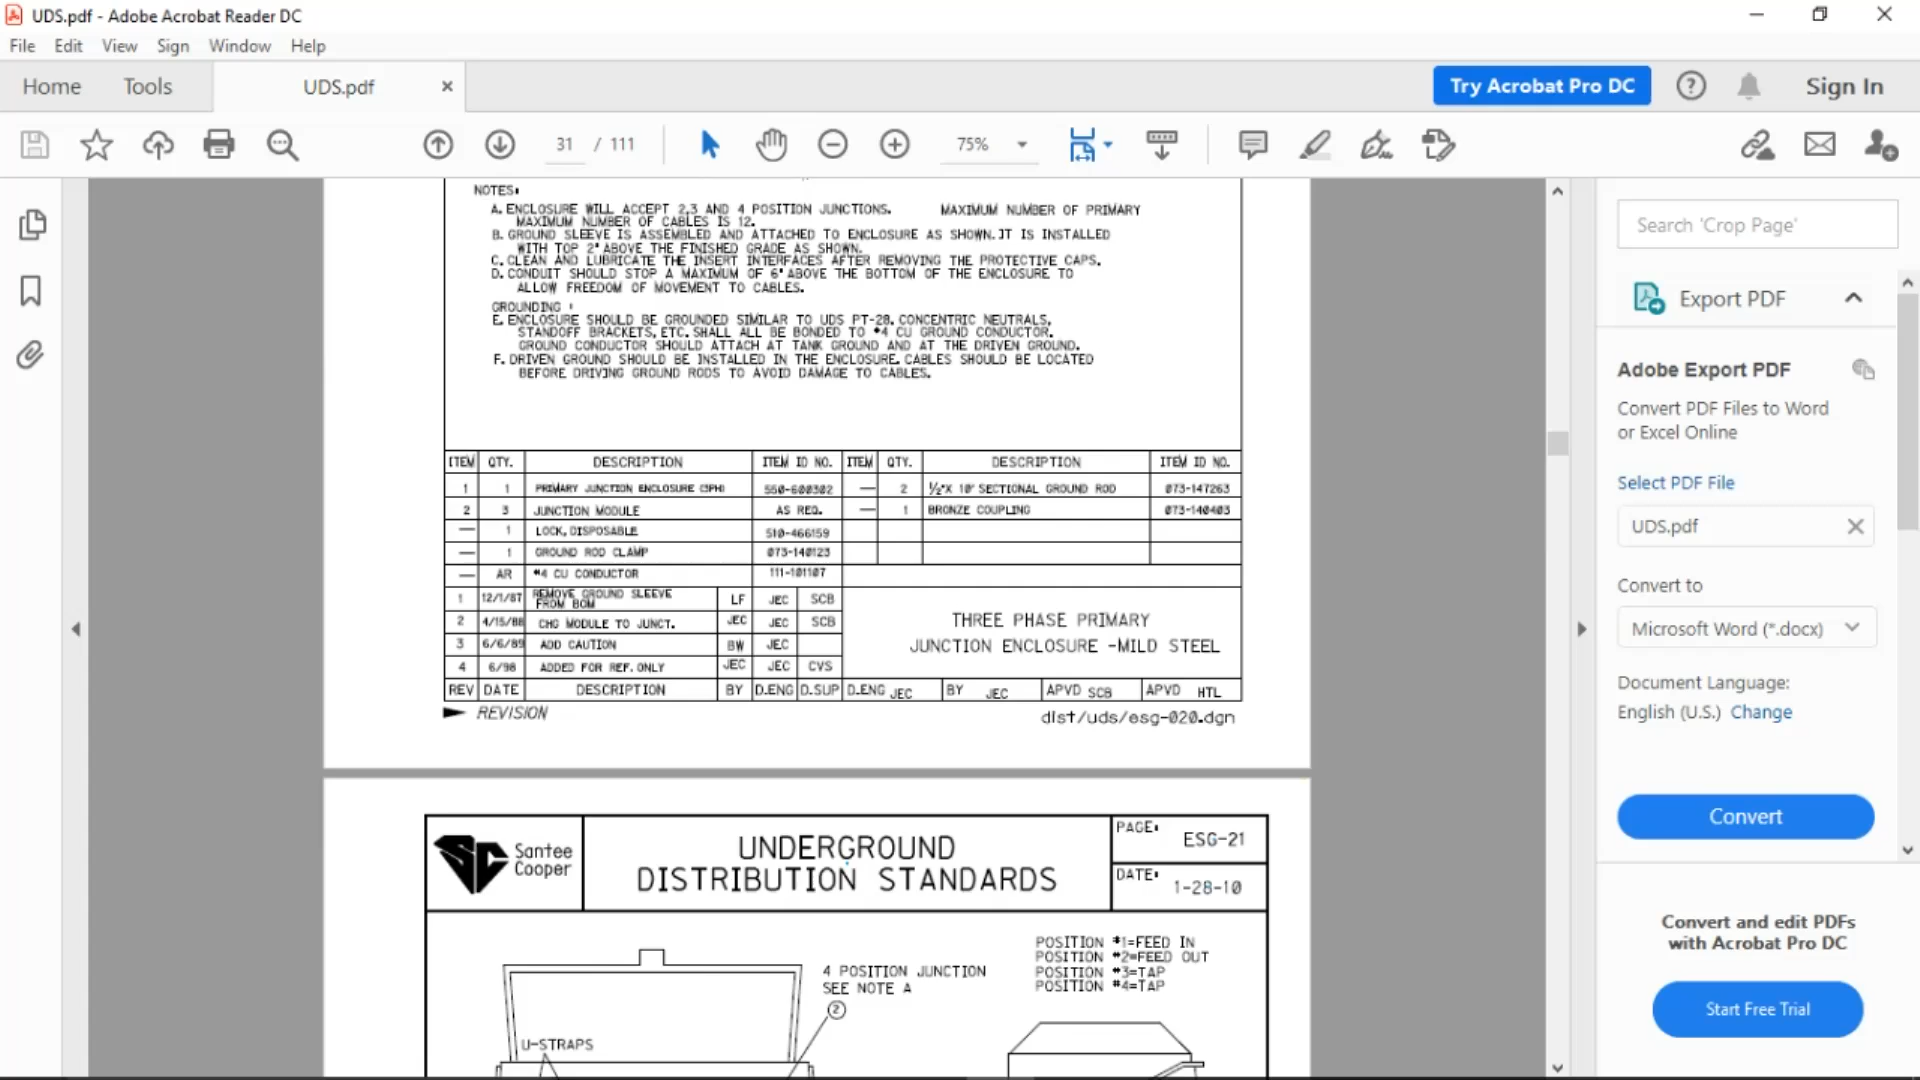 UDS.pdf - Adobe Acrobat Reader DC
File Edit View Sign Window Help
Home Tools UDS.pdf Try Acrobat Pro DC Sign In
31 / 111 75%
NOTES:
A. ENCLOSURE WILL ACCEPT 2,3 AND 4 POSITION JUNCTIONS. MAXIMUM NUMBER OF PRIMARY
MAXIMUM NUMBER OF CABLES IS 12.
B. GROUND SLEEVE IS ASSEMBLED AND ATTACHED TO ENCLOSURE AS SHOWN. IT IS INSTALLED
WITH TOP 2" ABOVE THE FINISHED GRADE AS SHOWN.
C. CLEAN AND LUBRICATE THE INSERT INTERFACES AFTER REMOVING THE PROTECTIVE CAPS.
D. CONDUIT SHOULD STOP A MAXIMUM OF 6" ABOVE THE BOTTOM OF THE ENCLOSURE TO
ALLOW FREEDOM OF MOVEMENT TO CABLES.
GROUNDING :
E. ENCLOSURE SHOULD BE GROUNDED SIMILAR TO UDS PT-28. CONCENTRIC NEUTRALS,
STANDOFF BRACKETS, ETC. SHALL ALL BE BONDED TO #4 CU GROUND CONDUCTOR.
GROUND CONDUCTOR SHOULD ATTACH AT TANK GROUND AND AT THE DRIVEN GROUND.
F. DRIVEN GROUND SHOULD BE INSTALLED IN THE ENCLOSURE. CABLES SHOULD BE LOCATED
BEFORE DRIVING GROUND RODS TO AVOID DAMAGE TO CABLES.
ITEM QTY. DESCRIPTION ITEM ID NO. ITEM QTY. DESCRIPTION ITEM ID NO.
1 1 PRIMARY JUNCTION ENCLOSURE (3PH) 550-600302 — 2 ½"X 10' SECTIONAL GROUND ROD 073-147263
2 3 JUNCTION MODULE AS REQ. — 1 BRONZE COUPLING 073-140403
— 1 LOCK, DISPOSABLE 510-466159
— 1 GROUND ROD CLAMP 073-140123
— AR #4 CU CONDUCTOR 111-101107
1 12/1/87 REMOVE GROUND SLEEVE FROM BOM LF JEC SCB
2 4/15/88 CHG MODULE TO JUNCT. JEC JEC SCB
3 6/6/89 ADD CAUTION BW JEC
4 6/98 ADDED FOR REF. ONLY JEC JEC CVS
THREE PHASE PRIMARY
JUNCTION ENCLOSURE -MILD STEEL
REV DATE DESCRIPTION BY D.ENG D.SUP D.ENG JEC BY JEC APVD SCB APVD HTL
REVISION
dist/uds/esg-020.dgn
Santee
Cooper
UNDERGROUND
DISTRIBUTION STANDARDS
PAGE: ESG-21
DATE: 1-28-10
POSITION #1=FEED IN
POSITION #2=FEED OUT
POSITION #3=TAP
POSITION #4=TAP
4 POSITION JUNCTION
SEE NOTE A
2
U-STRAPS
Search 'Crop Page'
Export PDF
Adobe Export PDF
Convert PDF Files to Word
or Excel Online
Select PDF File
UDS.pdf
Convert to
Microsoft Word (*.docx)
Document Language:
English (U.S.) Change
Convert
Convert and edit PDFs
with Acrobat Pro DC
Start Free Trial